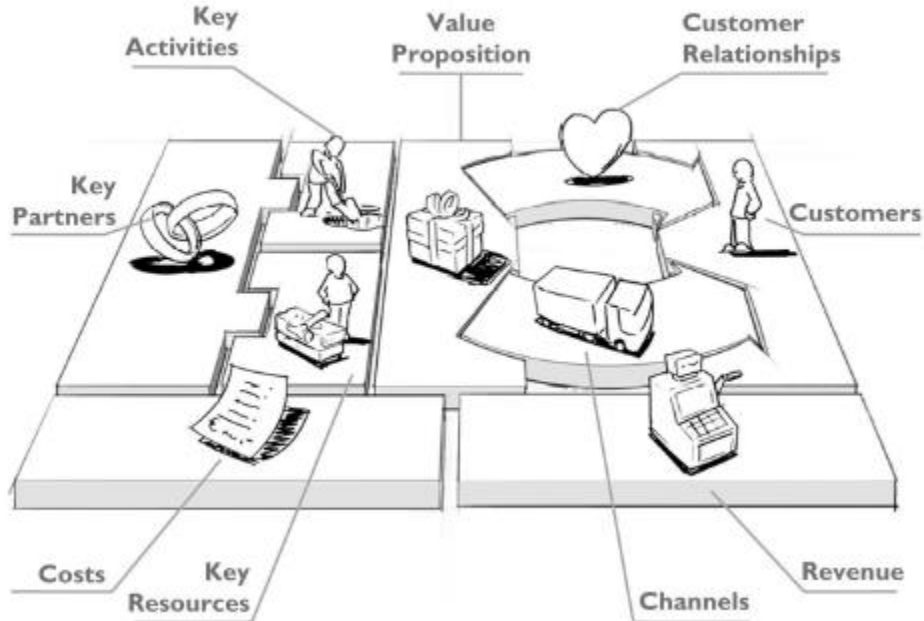 Key
Activities
Value
Proposition
Customer
Relationships
Key
Partners
Customers
Costs
Key
Resources
Channels
Revenue